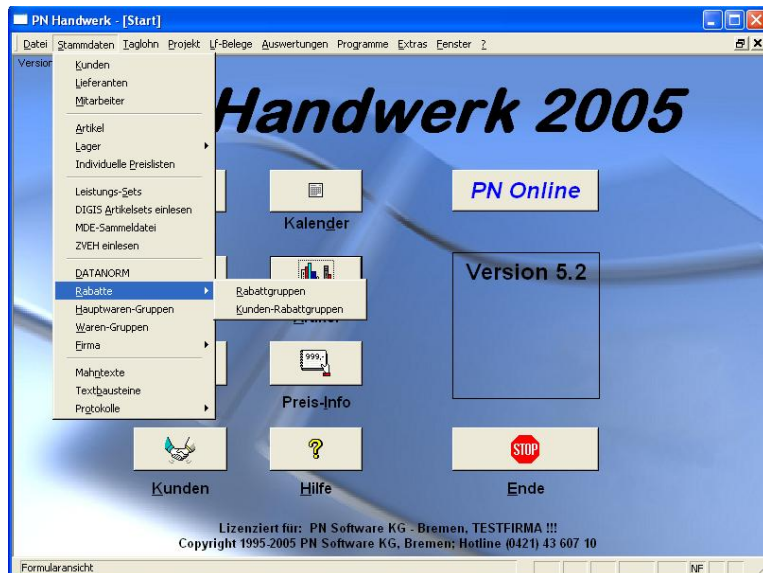 PN Handwerk - [Start]
Datei Stammdaten Taglohn Projekt Lf-Belege Auswertungen Programme Extras Fenster ?
Version
Handwerk 2005
Kunden
Lieferanten
Mitarbeiter
Artikel
Lager
Individuelle Preislisten
Leistungs-Sets
DIGIS Artikelsets einlesen
MDE-Sammeldatei
ZVEH einlesen
DATANORM
Rabatte
Hauptwaren-Gruppen
Waren-Gruppen
Firma
Mahntexte
Textbausteine
Protokolle
Rabattgruppen
Kunden-Rabattgruppen
PN Online
Kalender
Version 5.2
999,-
Preis-Info
STOP
Kunden Hilfe Ende
Lizenziert für: PN Software KG - Bremen, TESTFIRMA !!!
Copyright 1995-2005 PN Software KG, Bremen; Hotline (0421) 43 607 10
Formularansicht NF